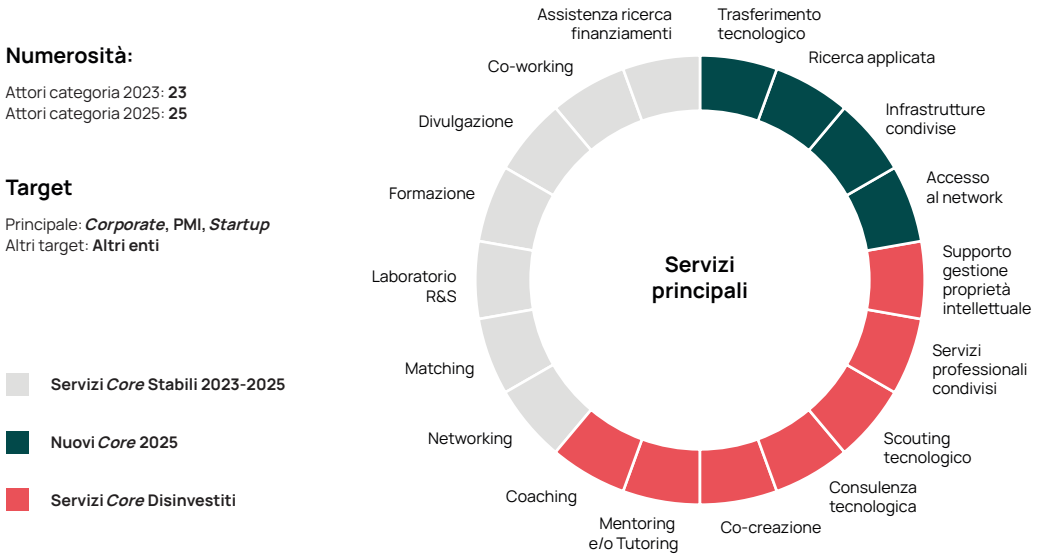 Numerosità:
Attori categoria 2023: 23
Attori categoria 2025: 25
Target
Principale: Corporate, PMI, Startup
Altri target: Altri enti
Servizi Core Stabili 2023-2025
Nuovi Core 2025
Servizi Core Disinvestiti
Servizi
principali
Trasferimento
tecnologico
Ricerca applicata
Infrastrutture
condivise
Accesso
al network
Supporto
gestione
proprietà
intellettuale
Servizi
professionali
condivisi
Scouting
tecnologico
Consulenza
tecnologica
Co-creazione
Mentoring
e/o Tutoring
Coaching
Networking
Matching
Laboratorio
R&S
Formazione
Divulgazione
Co-working
Assistenza ricerca
finanziamenti